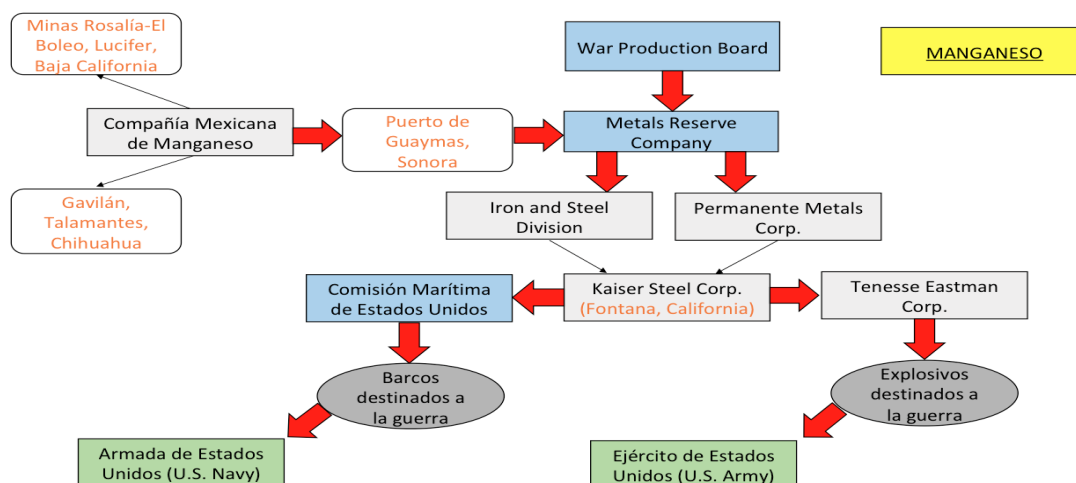 Minas Rosalía-El
Boleo, Lucifer,
Baja California
War Production Board
MANGANESO
Compañía Mexicana
de Manganeso
Puerto de
Guaymas,
Sonora
Metals Reserve
Company
Gavilán,
Talamantes,
Chihuahua
Iron and Steel
Division
Permanente Metals
Corp.
Comisión Marítima
de Estados Unidos
Kaiser Steel Corp.
(Fontana, California)
Tenesse Eastman
Corp.
Barcos
destinados a
la guerra
Explosivos
destinados a
la guerra
Armada de Estados
Unidos (U.S. Navy)
Ejército de Estados
Unidos (U.S. Army)